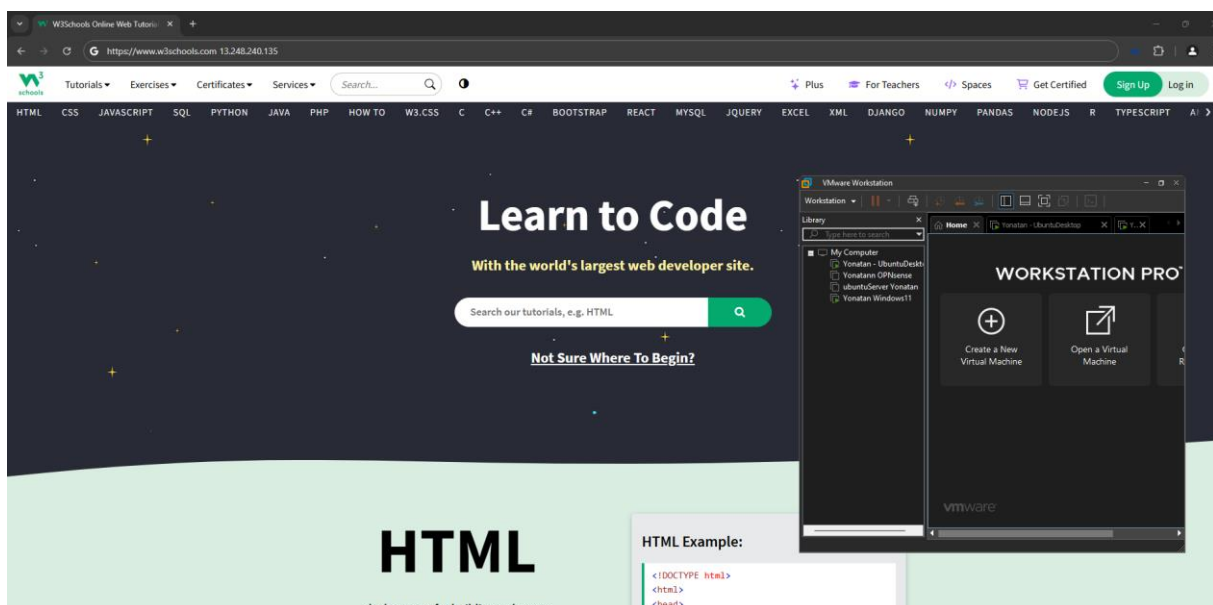 W3Schools Online Web Tutorial
https://www.w3schools.com 13.248.240.135
W3 schools Tutorials Exercises Certificates Services Search... Plus For Teachers Spaces Get Certified Sign Up Log in
HTML CSS JAVASCRIPT SQL PYTHON JAVA PHP HOW TO W3.CSS C C++ C# BOOTSTRAP REACT MYSQL JQUERY EXCEL XML DJANGO NUMPY PANDAS NODEJS R TYPESCRIPT
Learn to Code
With the world's largest web developer site.
Search our tutorials, e.g. HTML
Not Sure Where To Begin?
HTML
HTML Example:
<!DOCTYPE html>
<html>
<head>
VMware Workstation
Workstation
Library
Type here to search
My Computer
Yonatan - UbuntuDeskt
Yonatann OPNsense
ubuntuServer Yonatan
Yonatan Windows11
Home Yonatan - UbuntuDesktop Y...
WORKSTATION PRO™
Create a New Virtual Machine
Open a Virtual Machine
vmware